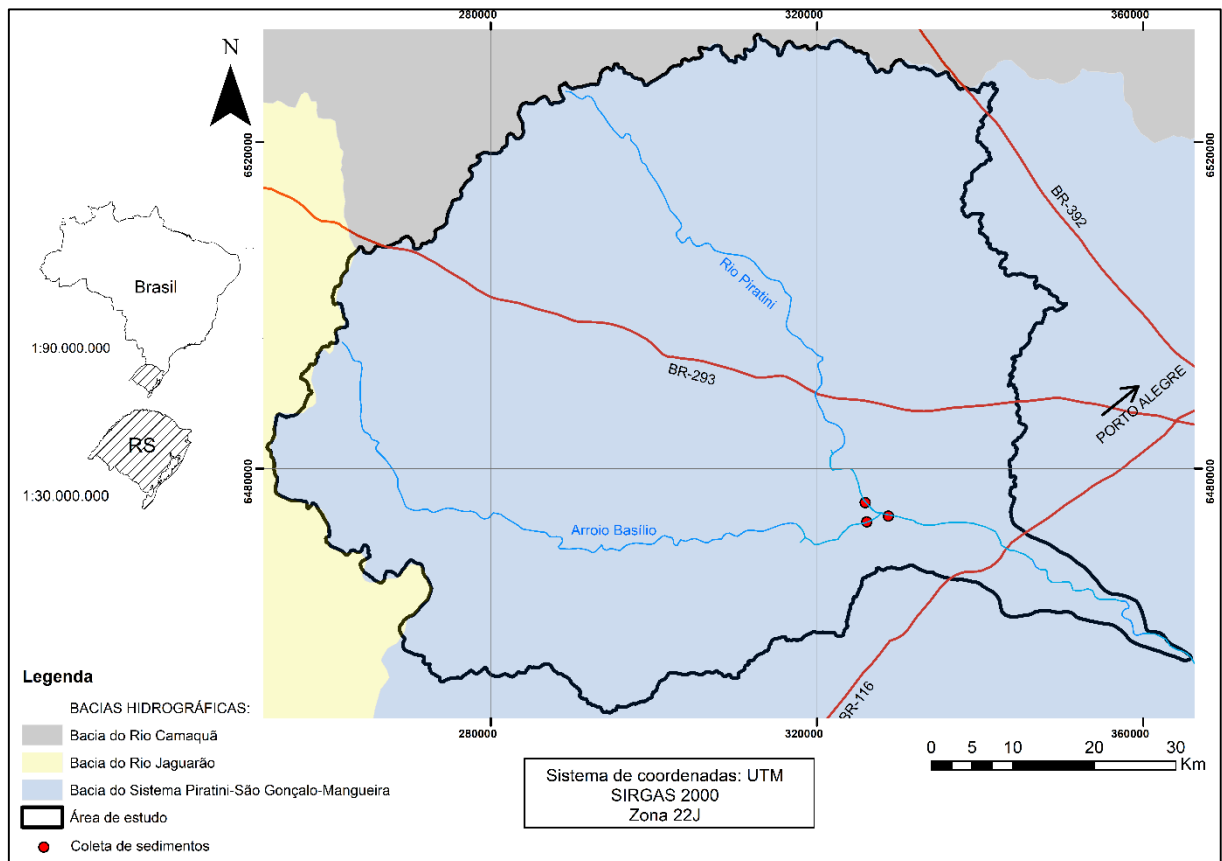 280000
320000
360000
N
6520000
6520000
BR-392
Rio Piratini
Brasil
1:90.000.000
BR-293
PORTO ALEGRE
RS
1:30.000.000
6480000
6480000
Arroio Basílio
BR-116
Legenda
BACIAS HIDROGRÁFICAS:
Bacia do Rio Camaquã
Bacia do Rio Jaguarão
Bacia do Sistema Piratini-São Gonçalo-Mangueira
Área de estudo
Coleta de sedimentos
280000
320000
360000
Sistema de coordenadas: UTM
SIRGAS 2000
Zona 22J
0 5 10 20 30
Km